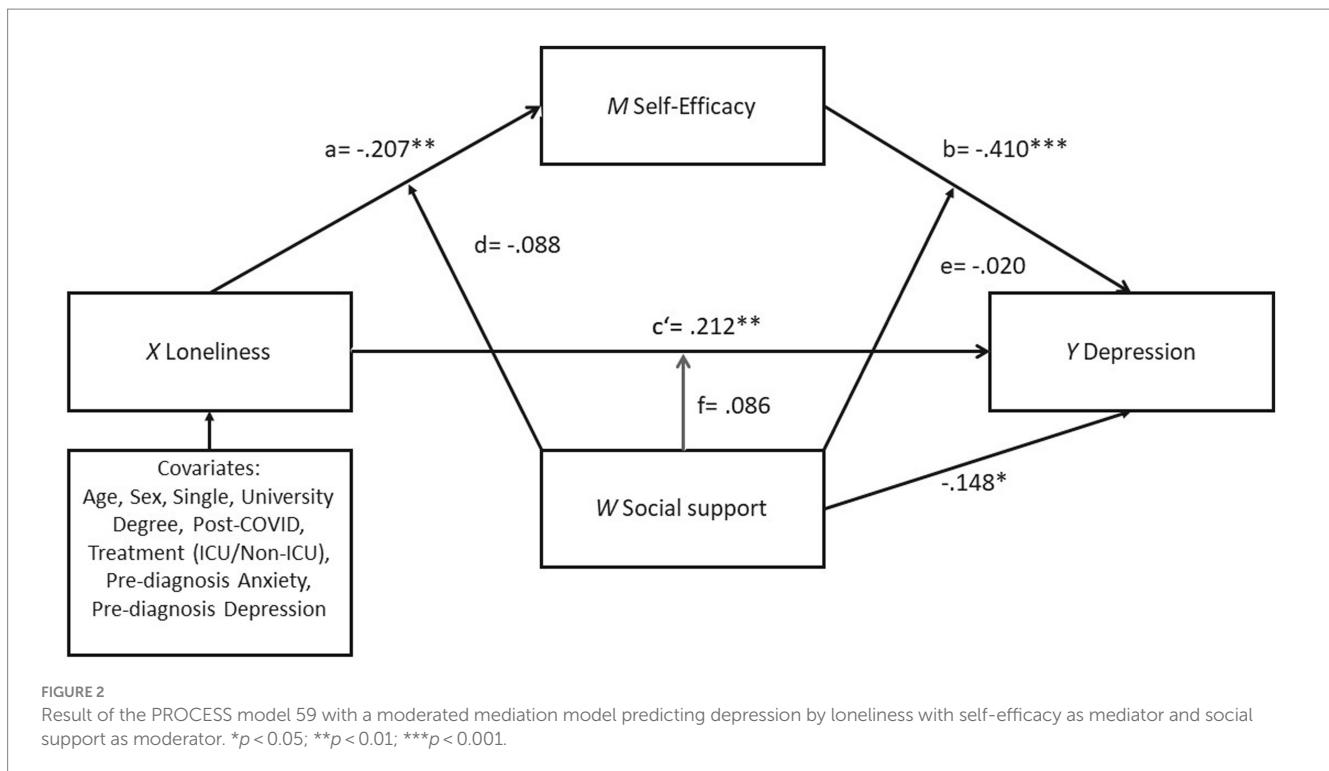 M Self-Efficacy
a= -.207**
b= -.410***
d= -.088
e= -.020
X Loneliness
c‘= .212**
Y Depression
f= .086
Covariates:
Age, Sex, Single, University
Degree, Post-COVID,
Treatment (ICU/Non-ICU),
Pre-diagnosis Anxiety,
Pre-diagnosis Depression
W Social support
-.148*
FIGURE 2
Result of the PROCESS model 59 with a moderated mediation model predicting depression by loneliness with self-efficacy as mediator and social
support as moderator. *p < 0.05; **p < 0.01; ***p < 0.001.